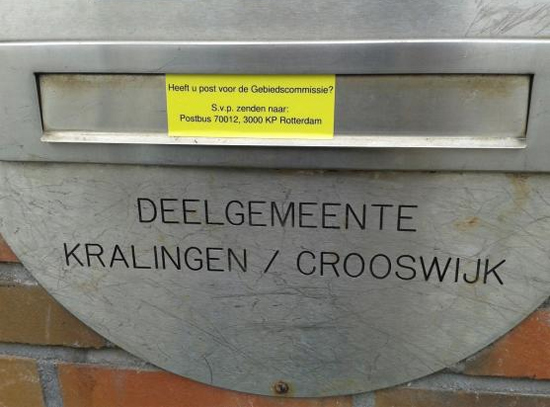 Heeft u post voor de Gebiedscommissie?
S.v.p. zenden naar:
Postbus 70012, 3000 KP Rotterdam
DEELGEMEENTE
KRALINGEN / CROOSWIJK